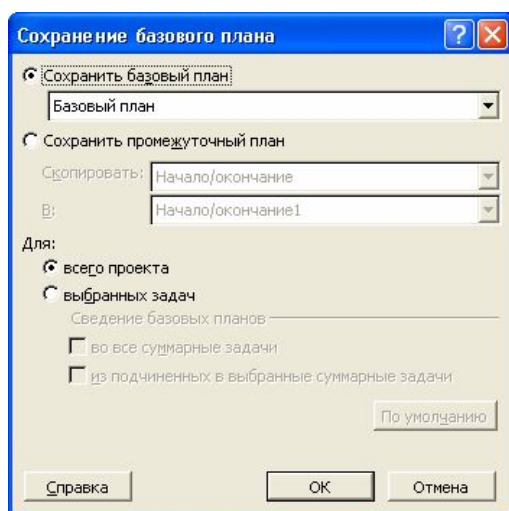 Сохранение базового плана
Сохранить базовый план
Базовый план
Сохранить промежуточный план
Скопировать: Начало/окончание
В: Начало/окончание1
Для:
всего проекта
выбранных задач
Сведение базовых планов
во все суммарные задачи
из подчиненных в выбранные суммарные задачи
По умолчанию
Справка ОК Отмена